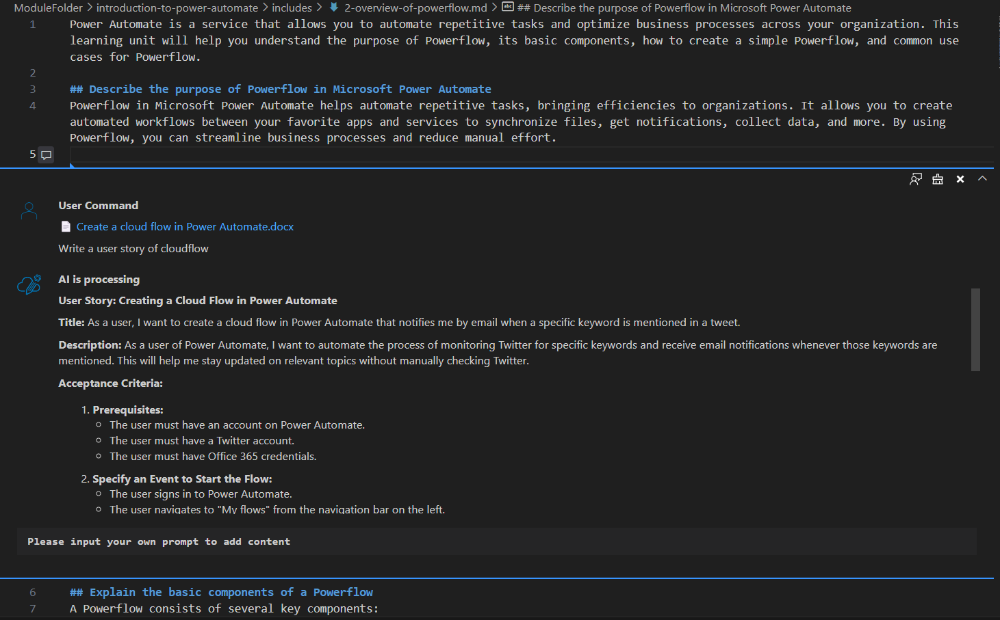 ModuleFolder > introduction-to-power-automate > includes > 2-overview-of-powerflow.md > ## Describe the purpose of Powerflow in Microsoft Power Automate
1 Power Automate is a service that allows you to automate repetitive tasks and optimize business processes across your organization. This
learning unit will help you understand the purpose of Powerflow, its basic components, how to create a simple Powerflow, and common use
cases for Powerflow.
2
3 ## Describe the purpose of Powerflow in Microsoft Power Automate
4 Powerflow in Microsoft Power Automate helps automate repetitive tasks, bringing efficiencies to organizations. It allows you to create
automated workflows between your favorite apps and services to synchronize files, get notifications, collect data, and more. By using
Powerflow, you can streamline business processes and reduce manual effort.
5
User Command
Create a cloud flow in Power Automate.docx
Write a user story of cloudflow
AI is processing
User Story: Creating a Cloud Flow in Power Automate
Title: As a user, I want to create a cloud flow in Power Automate that notifies me by email when a specific keyword is mentioned in a tweet.
Description: As a user of Power Automate, I want to automate the process of monitoring Twitter for specific keywords and receive email notifications whenever those keywords are
mentioned. This will help me stay updated on relevant topics without manually checking Twitter.
Acceptance Criteria:
1. Prerequisites:
○ The user must have an account on Power Automate.
○ The user must have a Twitter account.
○ The user must have Office 365 credentials.
2. Specify an Event to Start the Flow:
○ The user signs in to Power Automate.
○ The user navigates to "My flows" from the navigation bar on the left.
Please input your own prompt to add content
6 ## Explain the basic components of a Powerflow
7 A Powerflow consists of several key components: